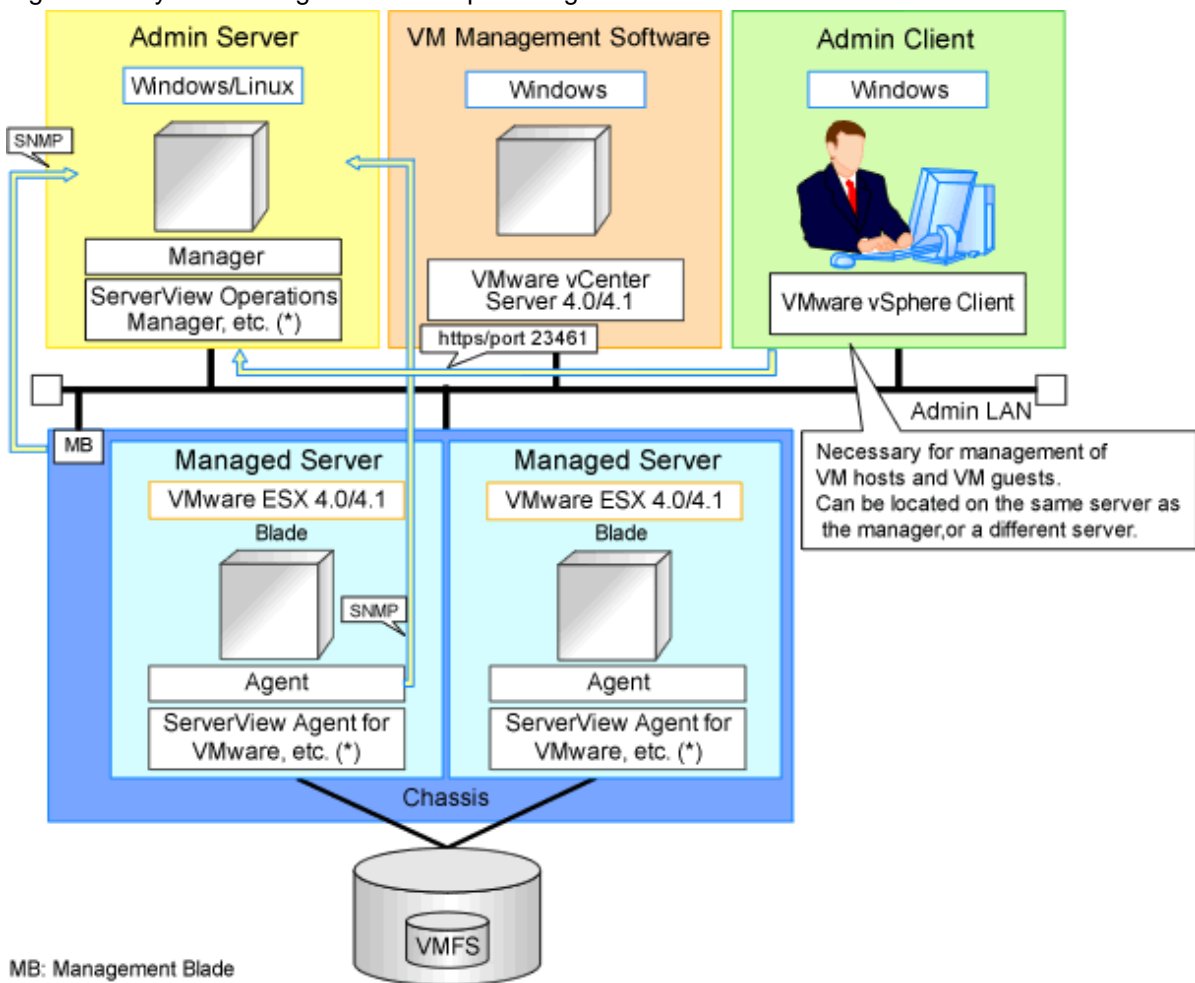 Admin Server
VM Management Software
Admin Client
Windows/Linux
Windows
Windows
SNMP
Manager
ServerView Operations
Manager, etc. (*)
VMware vCenter
Server 4.0/4.1
VMware vSphere Client
https/port 23461
Admin LAN
MB
Necessary for management of
VM hosts and VM guests.
Can be located on the same server as
the manager,or a different server.
Managed Server
VMware ESX 4.0/4.1
Blade
SNMP
Agent
ServerView Agent for
VMware, etc. (*)
Managed Server
VMware ESX 4.0/4.1
Blade
Agent
ServerView Agent for
VMware, etc. (*)
Chassis
VMFS
MB: Management Blade